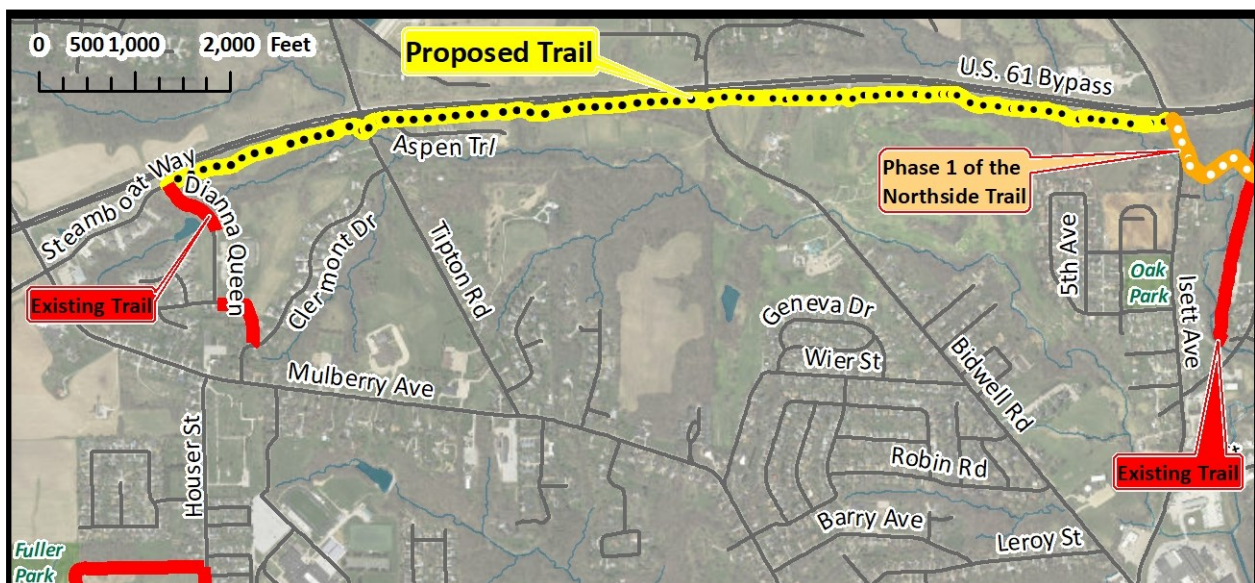 0 500 1,000 2,000 Feet
Proposed Trail
U.S. 61 Bypass
Aspen Trl
Phase 1 of the
Northside Trail
Steamboat Way
Dianna Queen
Clermont Dr
Tipton Rd
Existing Trail
5th Ave
Oak
Park
Isett Ave
Geneva Dr
Wier St
Bidwell Rd
Mulberry Ave
Houser St
Robin Rd
Existing Trail
Barry Ave
Leroy St
Fuller
Park